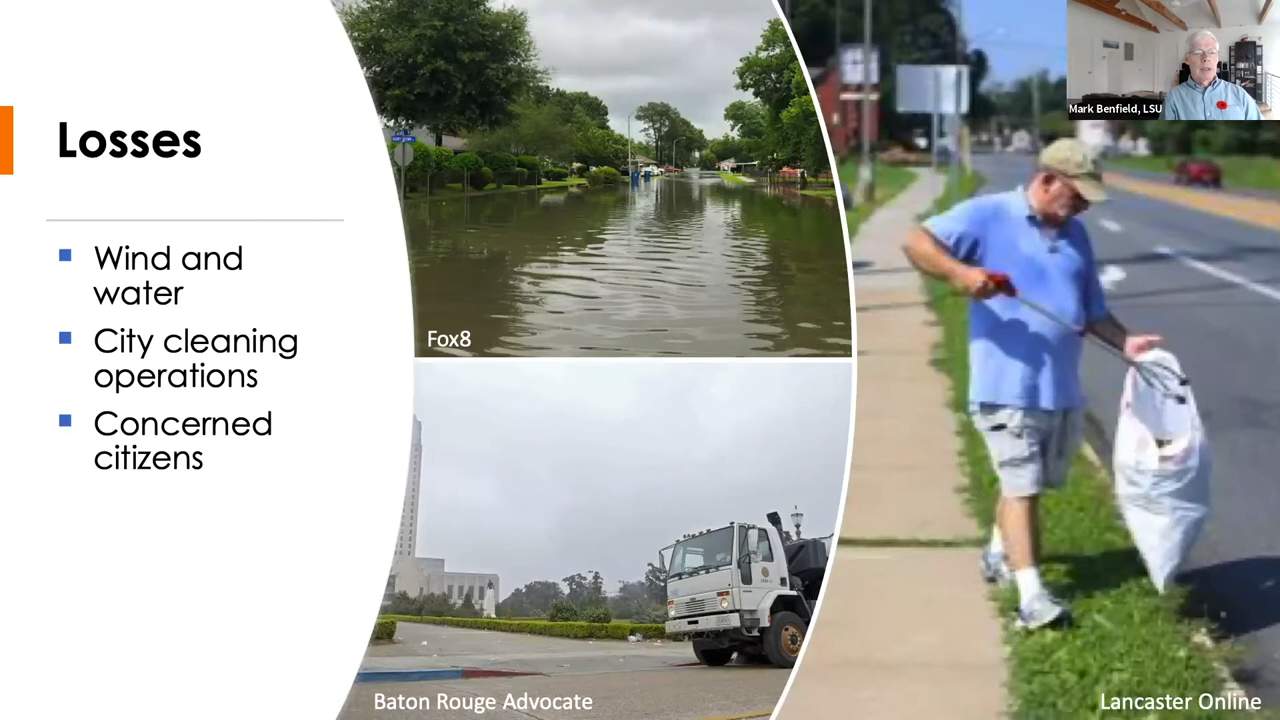 Losses
Wind and
water
City cleaning
operations
Concerned
citizens
Fox8
Baton Rouge Advocate
Mark Benfield, LSU
Lancaster Online